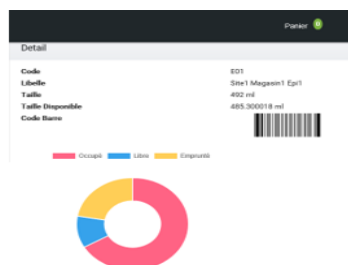 Panier 0
Detail
Code E01
Libelle Site1 Magasin1 Epi1
Taille 492 ml
Taille Disponible 485.300018 ml
Code Barre
Occupé Libre Emprunté